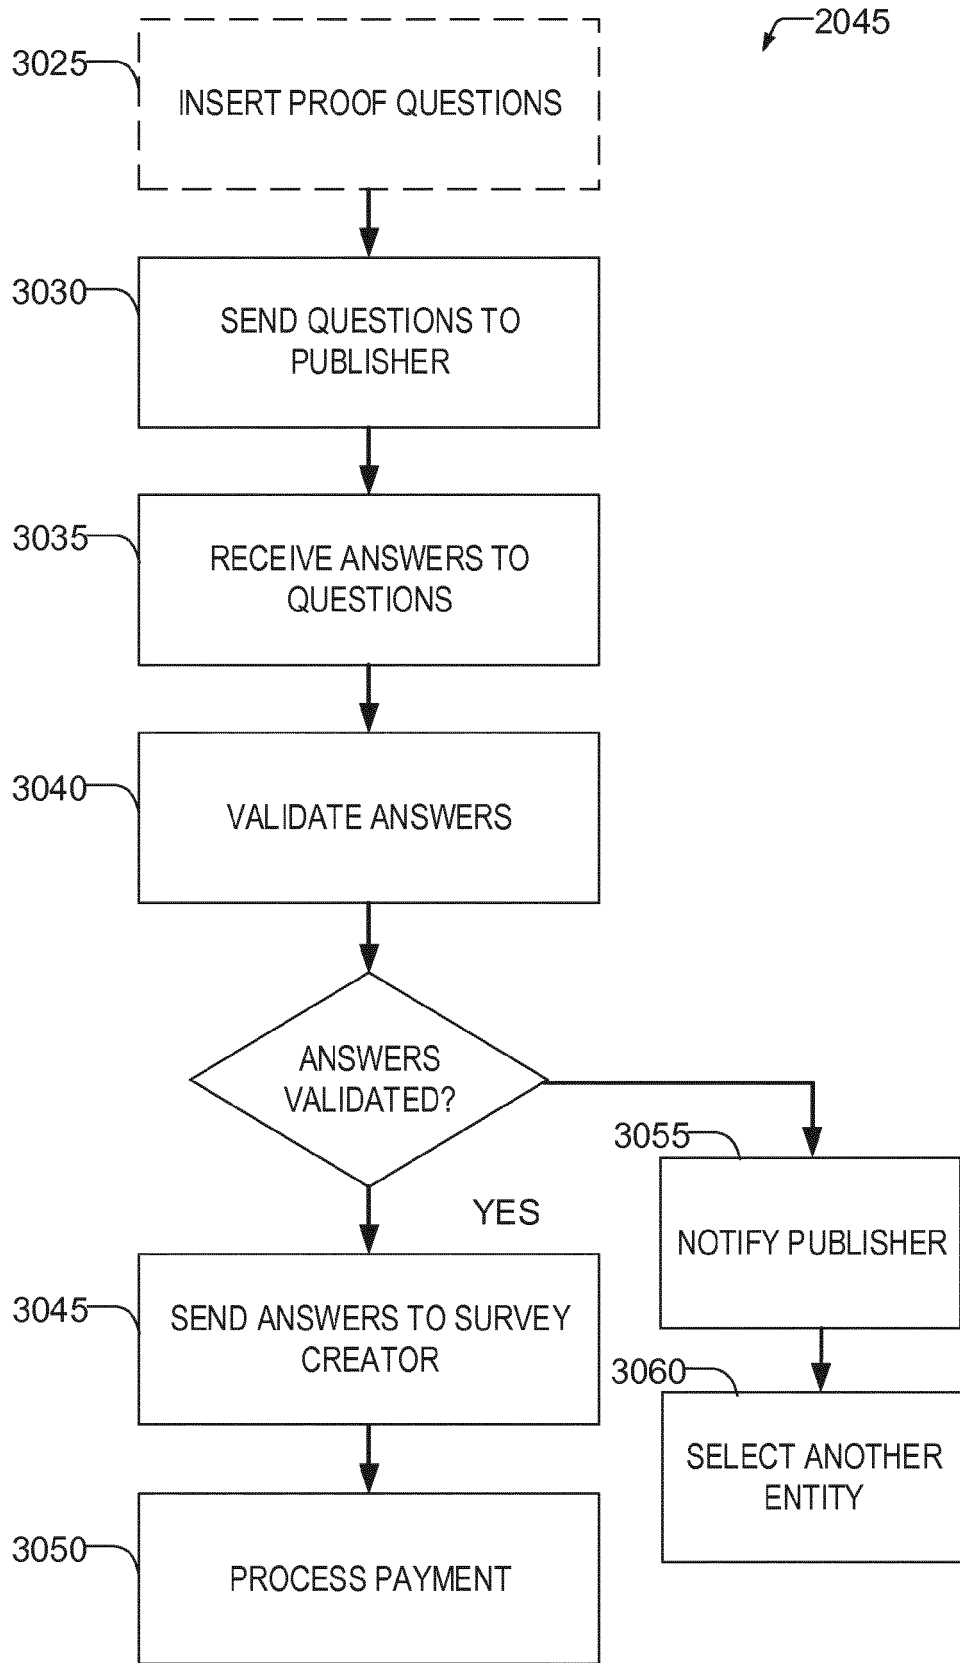 2045
3025
INSERT PROOF QUESTIONS
3030
SEND QUESTIONS TO
PUBLISHER
3035
RECEIVE ANSWERS TO
QUESTIONS
3040
VALIDATE ANSWERS
ANSWERS
VALIDATED?
3055
YES
NOTIFY PUBLISHER
3045
SEND ANSWERS TO SURVEY
CREATOR
3060
SELECT ANOTHER
ENTITY
3050
PROCESS PAYMENT